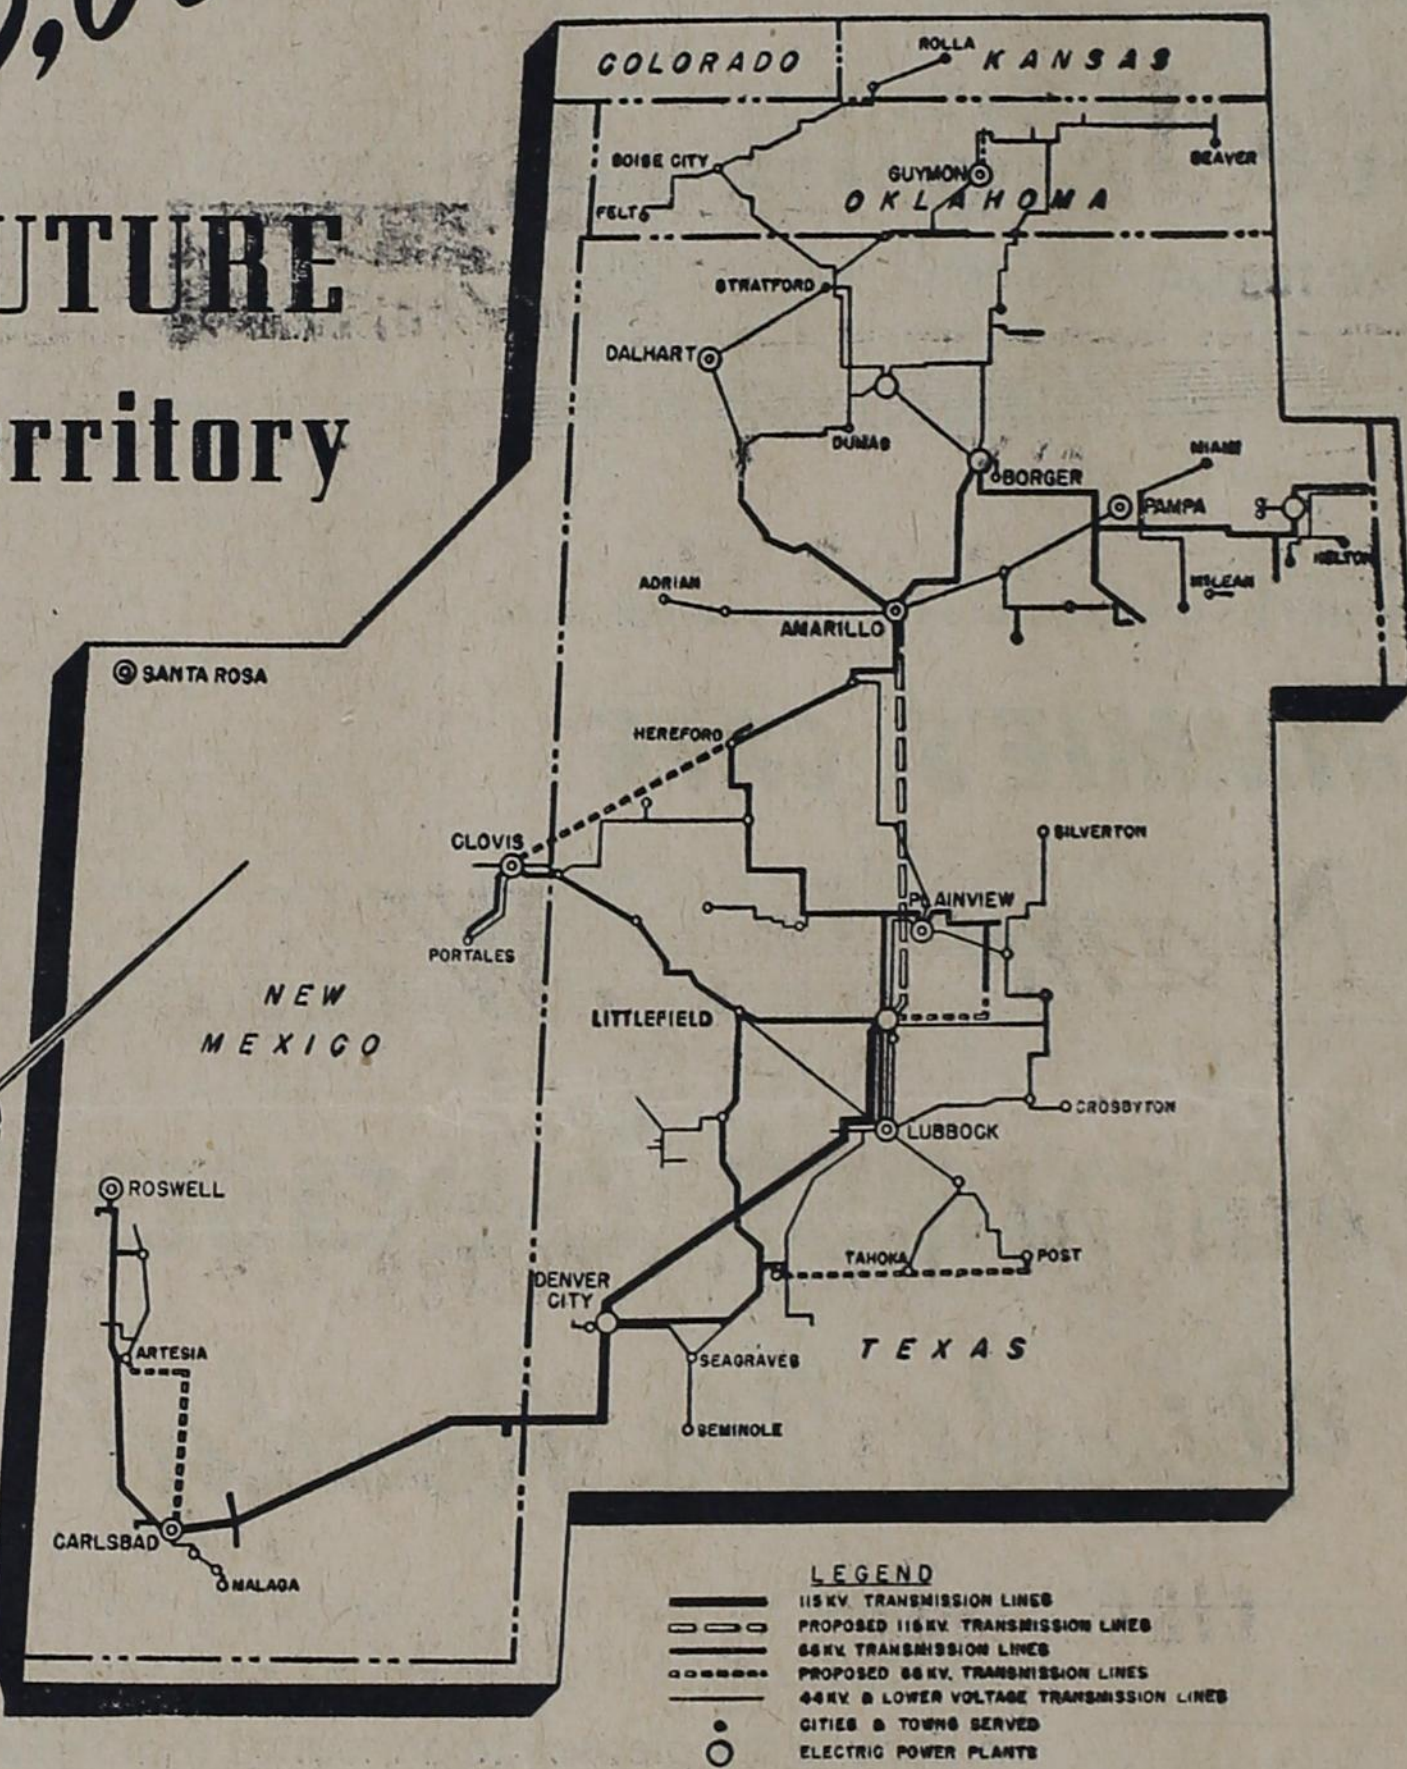 UTURE
rritory
COLORADO
ROLLA
KANSAS
BOISE CITY
GUYMON
BEAVER
FELT
OKLAHOMA
STRATFORD
DALHART
DUMAS
MIAMI
BORGER
PAMPA
KELTON
ADRIAN
McLEAN
AMARILLO
SANTA ROSA
HEREFORD
CLOVIS
SILVERTON
PLAINVIEW
PORTALES
NEW
MEXICO
LITTLEFIELD
CROSBYTON
LUBBOCK
ROSWELL
TAHOKA
POST
DENVER
CITY
ARTESIA
SEAGRAVES
TEXAS
SEMINOLE
CARLSBAD
MALAGA
LEGEND
115 KV. TRANSMISSION LINES
PROPOSED 115 KV. TRANSMISSION LINES
66 KV. TRANSMISSION LINES
PROPOSED 66 KV. TRANSMISSION LINES
44 KV. & LOWER VOLTAGE TRANSMISSION LINES
CITIES & TOWNS SERVED
ELECTRIC POWER PLANTS